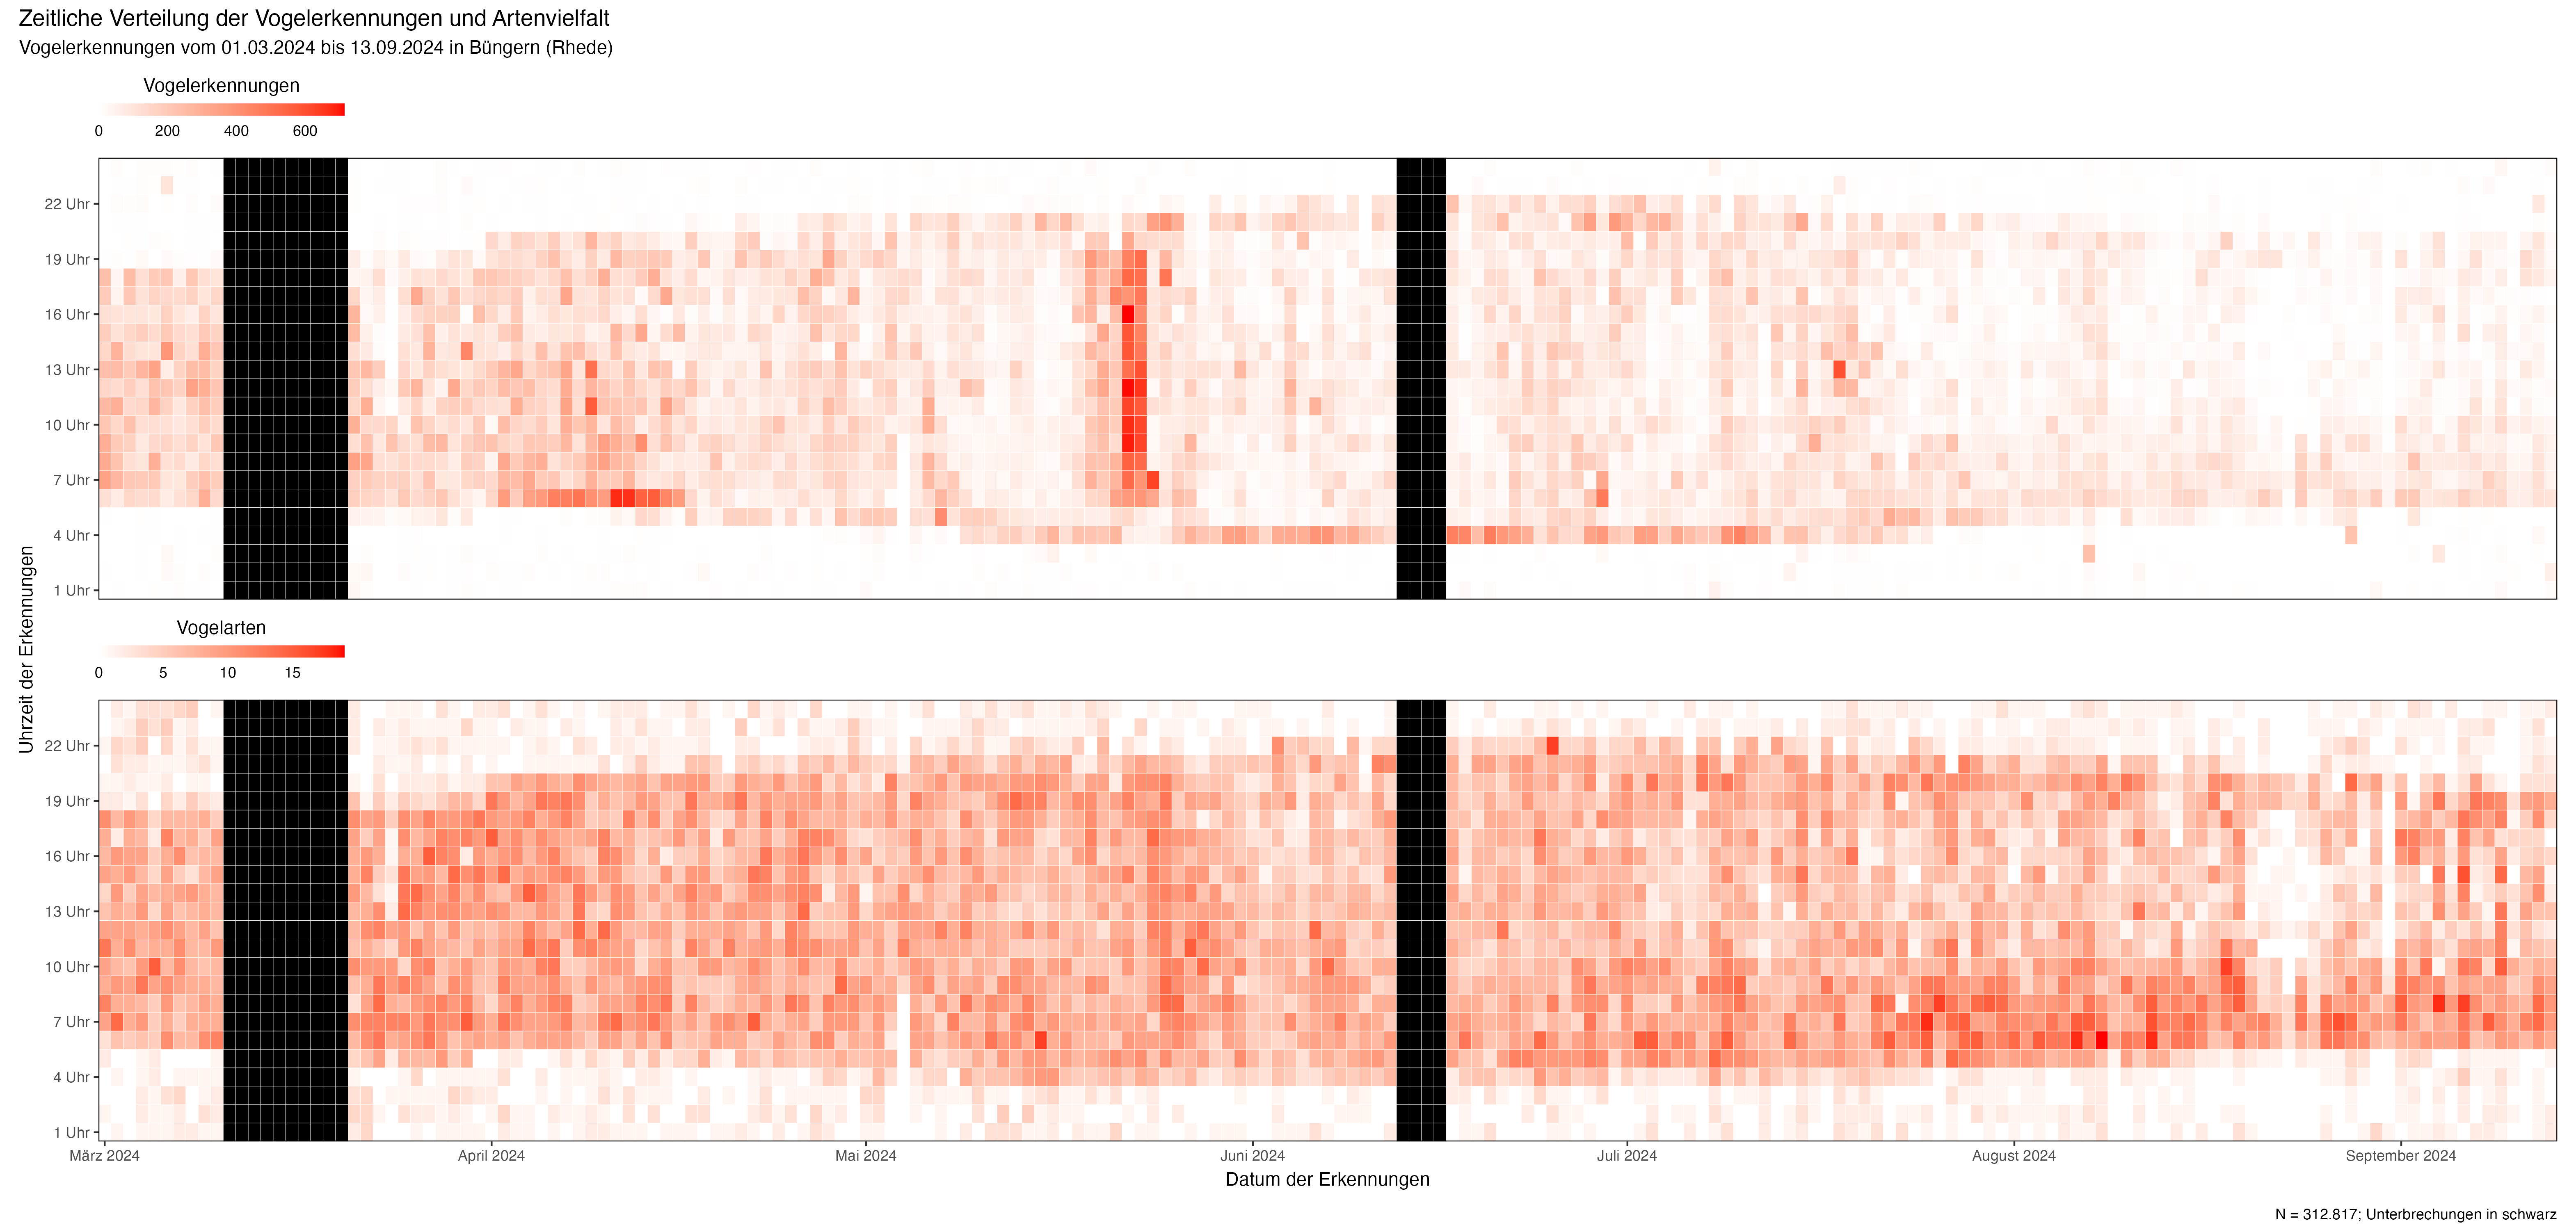 Zeitliche Verteilung der Vogelerkennungen und Artenvielfalt
Vogelerkennungen vom 01.03.2024 bis 13.09.2024 in Büngern (Rhede)
Vogelerkennungen
0 200 400 600
22 Uhr
19 Uhr
16 Uhr
13 Uhr
10 Uhr
7 Uhr
4 Uhr
1 Uhr
Uhrzeit der Erkennungen
Vogelarten
0 5 10 15
22 Uhr
19 Uhr
16 Uhr
13 Uhr
10 Uhr
7 Uhr
4 Uhr
1 Uhr
März 2024 April 2024 Mai 2024 Juni 2024 Juli 2024 August 2024 September 2024
Datum der Erkennungen
N = 312.817; Unterbrechungen in schwarz